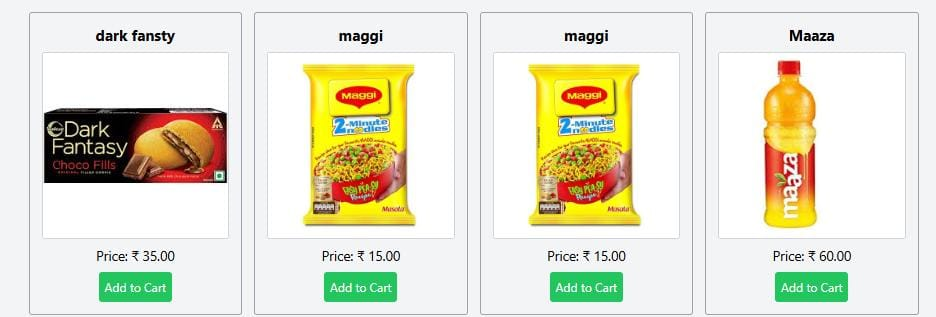 dark fansty
maggi
maggi
Maaza
Dark
Fantasy
Choco Fills
Maggi
2-Minute
noodles
Masala
Maggi
2-Minute
noodles
Masala
maaza
Price: ₹ 35.00
Price: ₹ 15.00
Price: ₹ 15.00
Price: ₹ 60.00
Add to Cart
Add to Cart
Add to Cart
Add to Cart